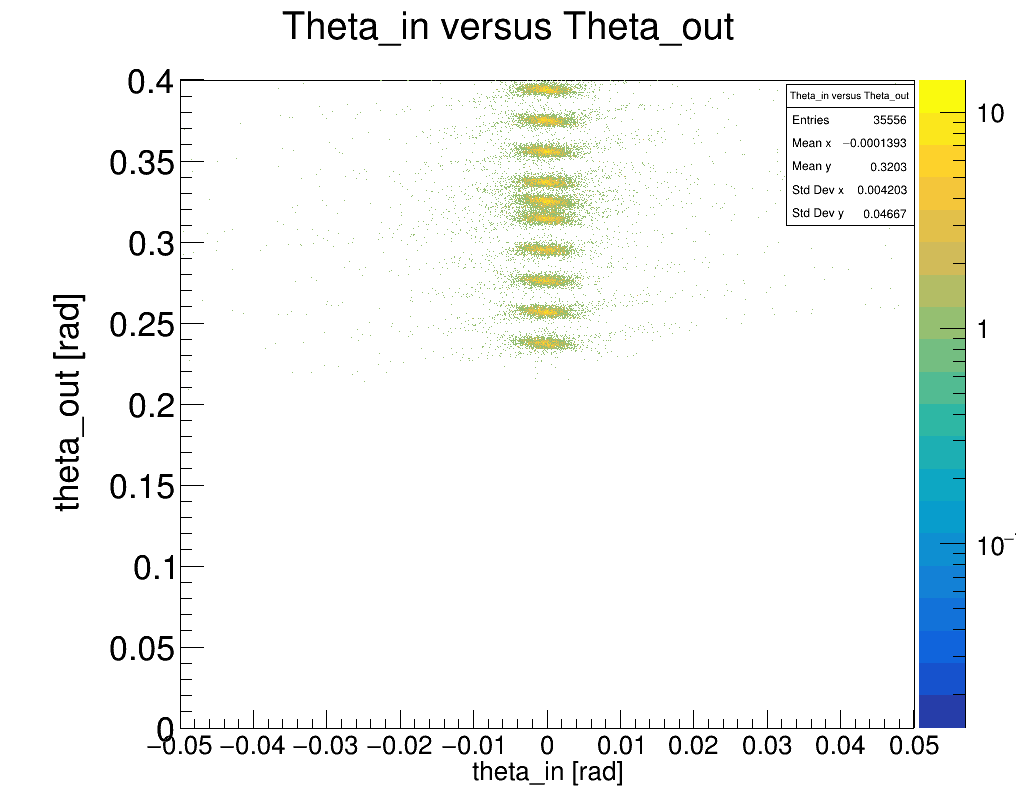 Theta_in versus Theta_out
theta_out [rad]
0.4
0.35
0.3
0.25
0.2
0.15
0.1
0.05
0
−0.05 −0.04 −0.03 −0.02 −0.01 0 0.01 0.02 0.03 0.04 0.05
theta_in [rad]
Theta_in versus Theta_out
Entries 35556
Mean x −0.0001393
Mean y 0.3203
Std Dev x 0.004203
Std Dev y 0.04667
10
1
10⁻